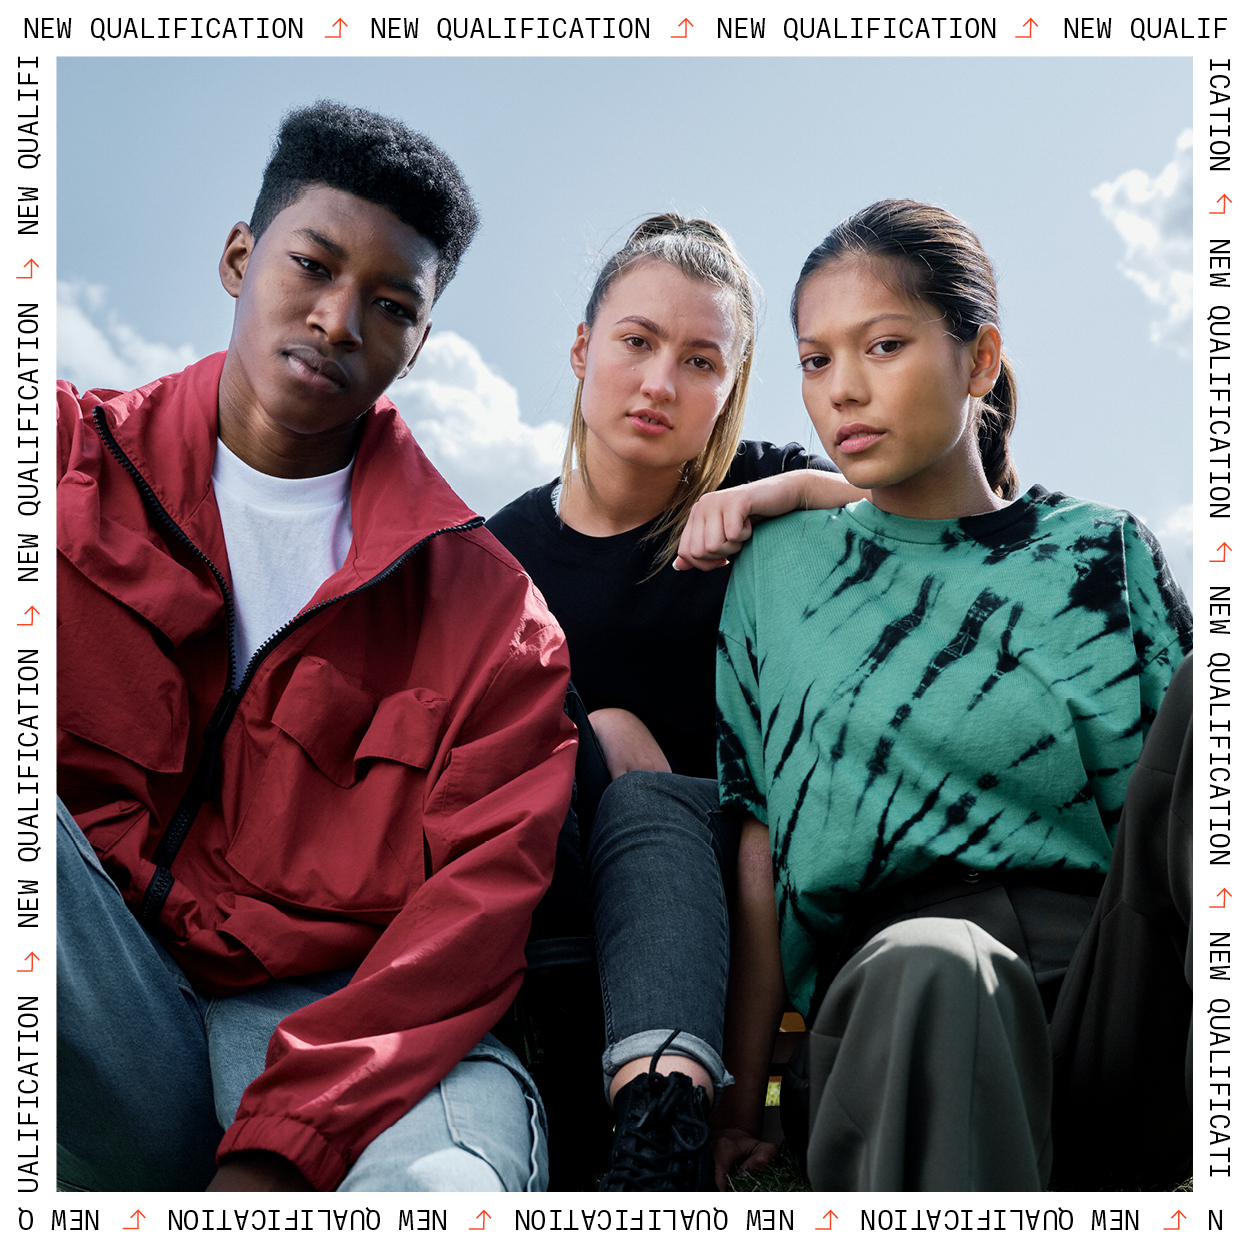 NEW QUALIFICATION NEW QUALIFICATION NEW QUALIFICATION NEW QUALIF
ICATION NEW QUALIFICATION NEW QUALIFICATION NEW QUALIFICATI
N NEW QUALIFICATION NEW QUALIFICATION NEW QUALIFICATION NEW Q
UALIFICATION NEW QUALIFICATION NEW QUALIFICATION NEW QUALIFI